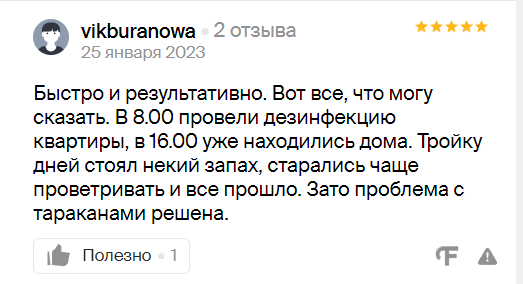 vikburanowa • 2 отзыва
25 января 2023
Быстро и результативно. Вот все, что могу
сказать. В 8.00 провели дезинфекцию
квартиры, в 16.00 уже находились дома. Тройку
дней стоял некий запах, старались чаще
проветривать и все прошло. Зато проблема с
тараканами решена.
Полезно • 1